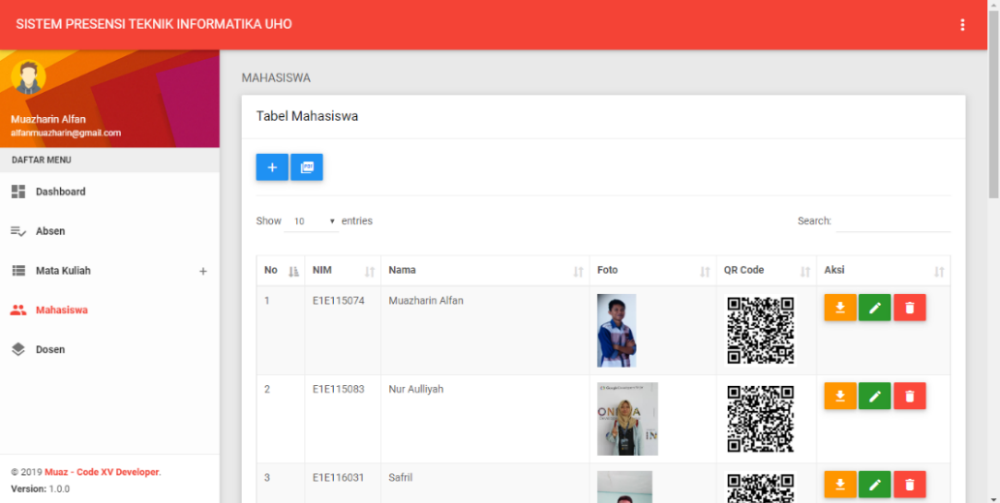 SISTEM PRESENSI TEKNIK INFORMATIKA UHO
Muazharin Alfan
alfanmuazharin@gmail.com
DAFTAR MENU
Dashboard
Absen
Mata Kuliah +
Mahasiswa
Dosen
© 2019 Muaz - Code XV Developer.
Version: 1.0.0
MAHASISWA
Tabel Mahasiswa
+ PDF
Show 10 entries
Search:
No NIM Nama Foto QR Code Aksi
1 E1E115074 Muazharin Alfan
2 E1E115083 Nur Aulliyah
3 E1E116031 Safril